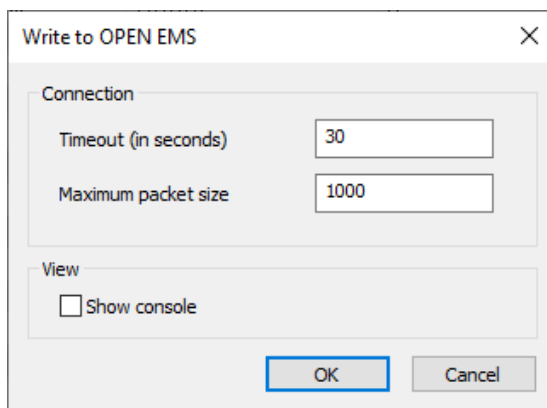 Write to OPEN EMS
Connection
Timeout (in seconds) 30
Maximum packet size 1000
View
Show console
OK Cancel